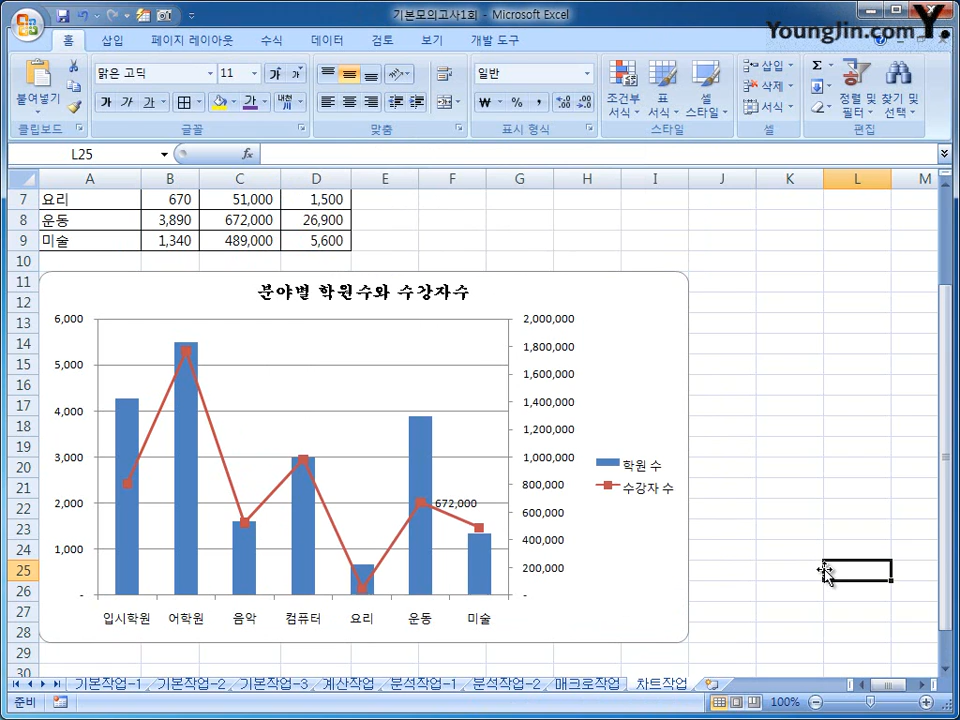 기본모의고사1회 - Microsoft Excel
Younglin.com Y.
홈 삽입 페이지 레이아웃 수식 데이터 검토 보기 개발 도구
붙여넣기
맑은 고딕 11
가 가 가
가 가 가 내천
일반
₩ % ,
조건부 서식
표 서식
셀 스타일
삽입
삭제
서식
Σ
정렬 및 필터
찾기 및 선택
클립보드 글꼴 맞춤 표시 형식 스타일 셀 편집
L25 fx
A B C D E F G H I J K L M
7 요리 670 51,000 1,500
8 운동 3,890 672,000 26,900
9 미술 1,340 489,000 5,600
10
11
12
13
14
15
16
17
18
19
20
21
22
23
24
25
26
27
28
29
30
분야별 학원수와 수강자수
6,000 2,000,000
1,800,000
5,000 1,600,000
4,000 1,400,000
1,200,000
3,000 1,000,000
800,000
2,000 600,000
1,000 400,000
200,000
- -
672,000
학원 수
수강자 수
입시학원 어학원 음악 컴퓨터 요리 운동 미술
기본작업-1 기본작업-2 기본작업-3 계산작업 분석작업-1 분석작업-2 매크로작업 차트작업
준비 100%